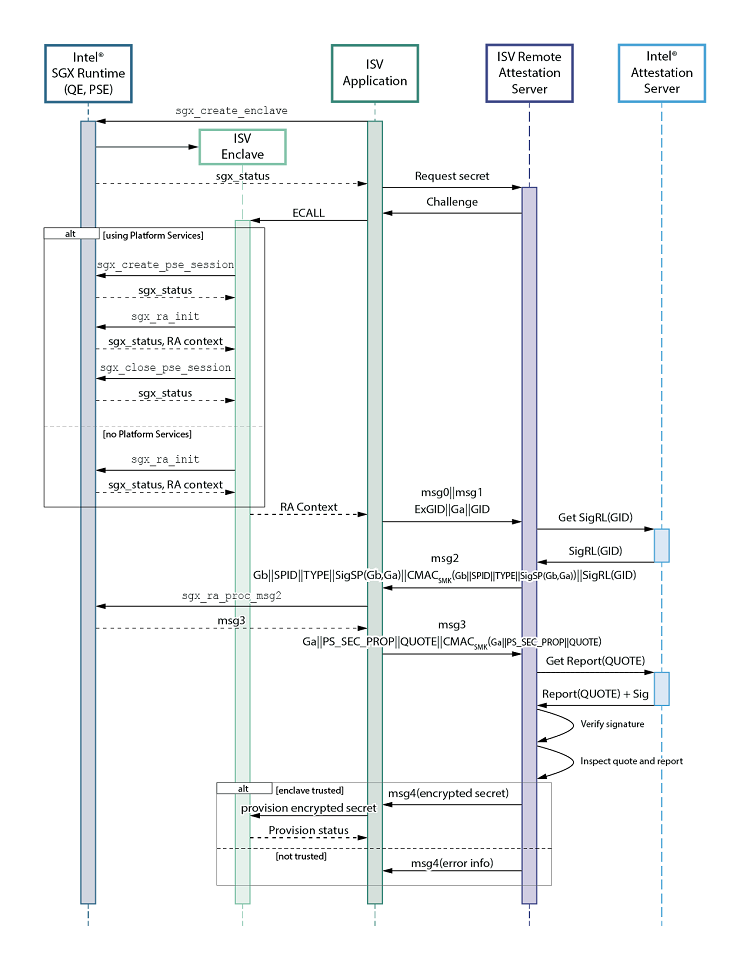 Intel®
SGX Runtime
(QE, PSE)
ISV
Application
ISV Remote
Attestation
Server
Intel®
Attestation
Server
sgx_create_enclave
ISV
Enclave
sgx_status
Request secret
Challenge
ECALL
alt
[using Platform Services]
sgx_create_pse_session
sgx_status
sgx_ra_init
sgx_status, RA context
sgx_close_pse_session
sgx_status
[no Platform Services]
sgx_ra_init
sgx_status, RA context
RA Context
msg0||msg1
ExGID||Ga||GID
Get SigRL(GID)
SigRL(GID)
msg2
Gb||SPID||TYPE||SigSP(Gb,Ga)||CMACSMK(Gb||SPID||TYPE||SigSP(Gb,Ga))||SigRL(GID)
sgx_ra_proc_msg2
msg3
msg3
Ga||PS_SEC_PROP||QUOTE||CMACSMK(Ga||PS_SEC_PROP||QUOTE)
Get Report(QUOTE)
Report(QUOTE) + Sig
Verify signature
Inspect quote and report
alt
[enclave trusted]
msg4(encrypted secret)
provision encrypted secret
Provision status
[not trusted]
msg4(error info)